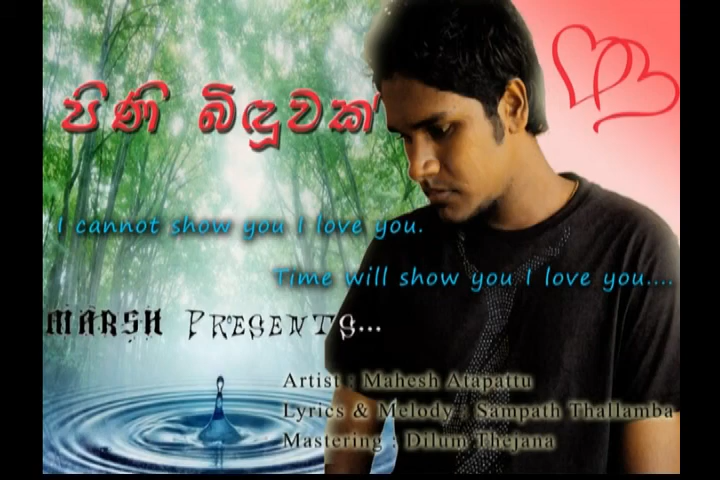 පිණි බිඳුවක්
I cannot show you I love you.
Time will show you I love you....
MARSH PRESENTS...
Artist : Mahesh Atapattu
Lyrics & Melody : Sampath Thallamba
Mastering : Dilum Thejana